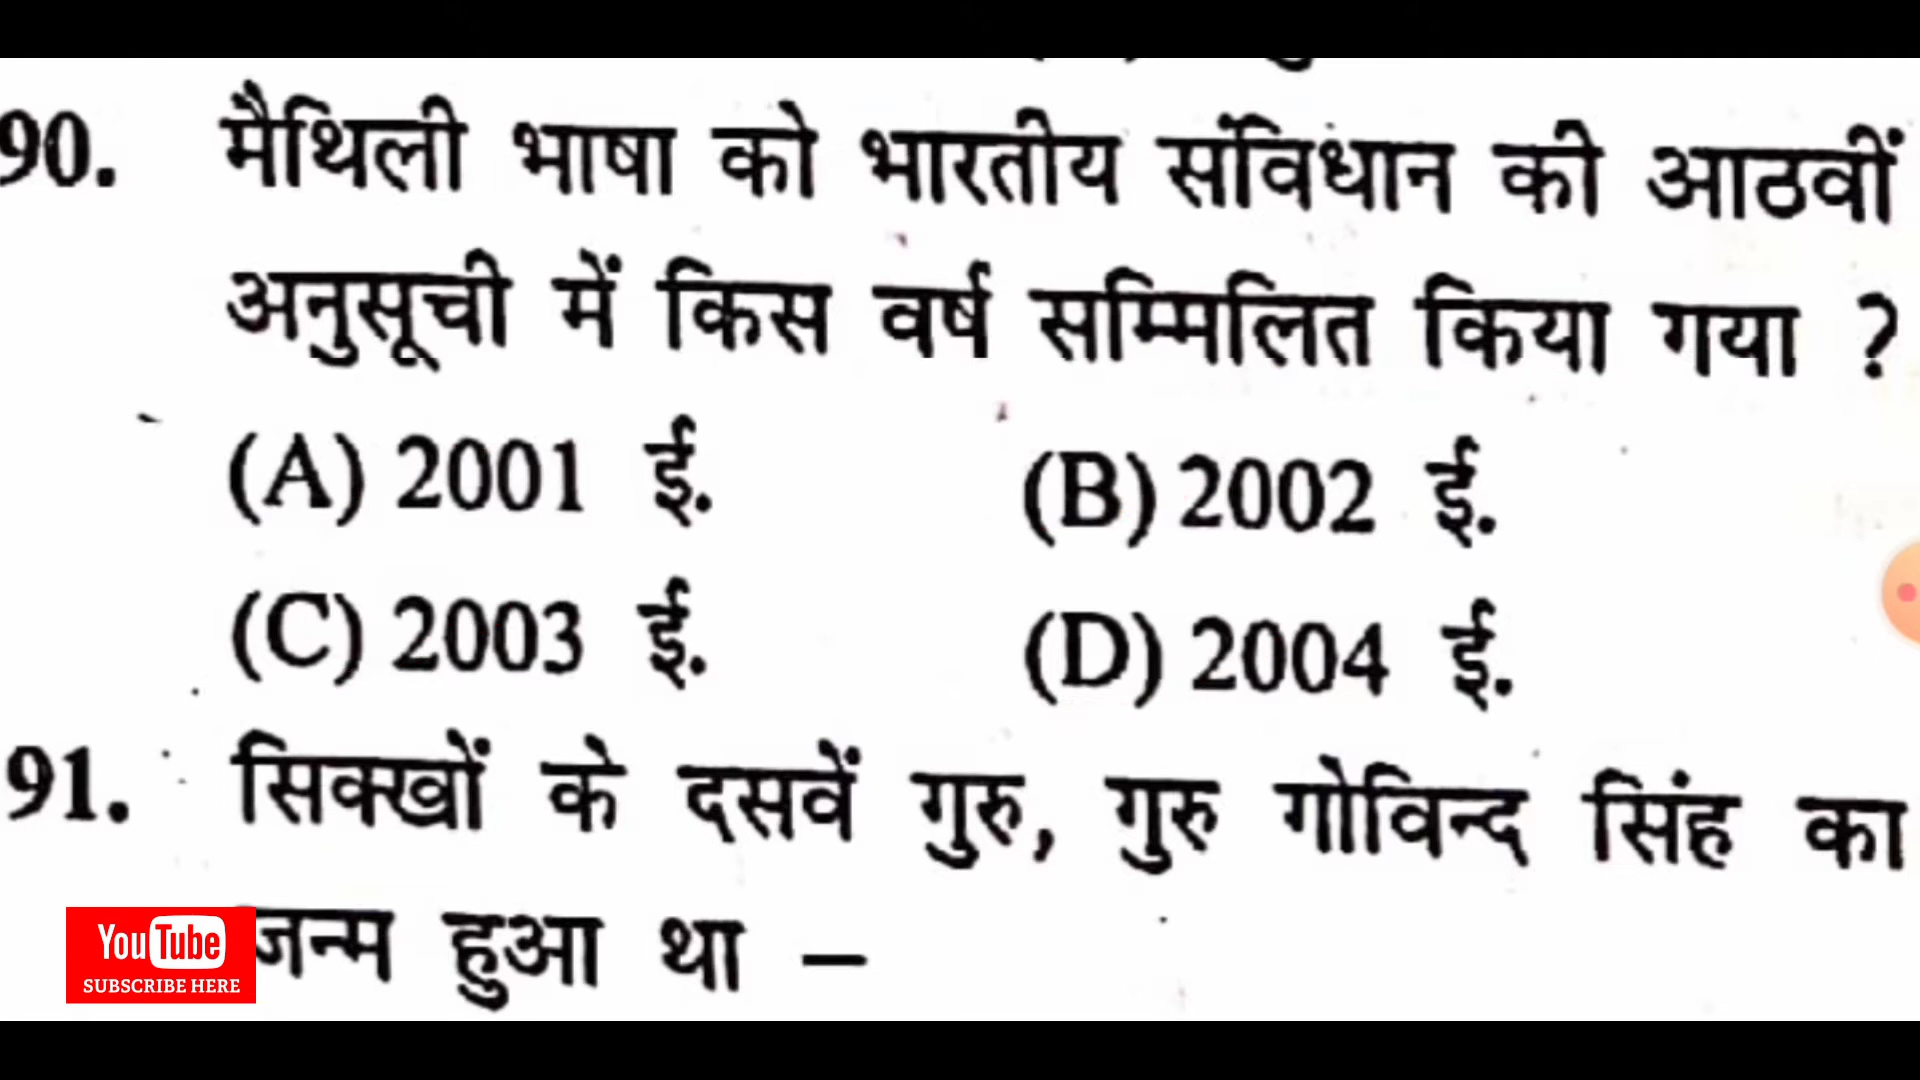 90. मैथिली भाषा को भारतीय संविधान की आठवीं
अनुसूची में किस वर्ष सम्मिलित किया गया ?
(A) 2001 ई. (B) 2002 ई.
(C) 2003 ई. (D) 2004 ई.
91. सिक्खों के दसवें गुरु, गुरु गोविन्द सिंह का
जन्म हुआ था –
YouTube
SUBSCRIBE HERE